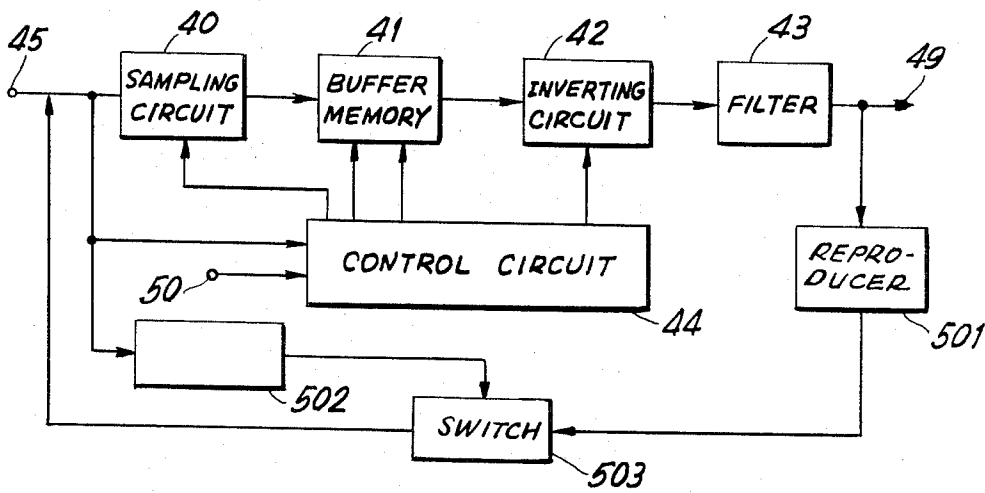 45
40
SAMPLING
CIRCUIT
41
BUFFER
MEMORY
42
INVERTING
CIRCUIT
43
FILTER
49
CONTROL CIRCUIT
44
50
REPRO-
DUCER
501
502
SWITCH
503